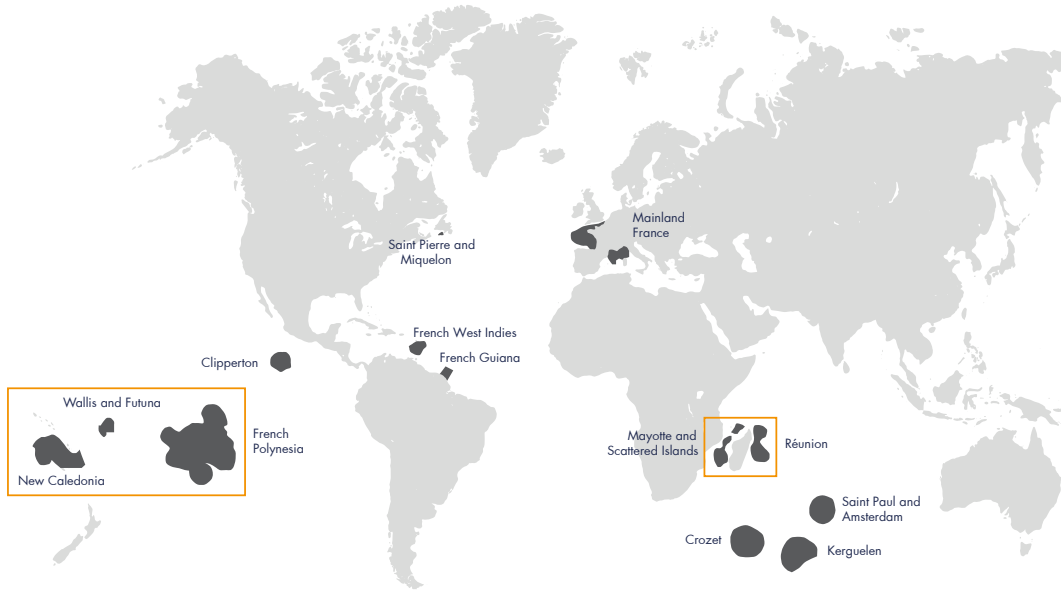 Mainland
France
Saint Pierre and
Miquelon
French West Indies
French Guiana
Clipperton
Wallis and Futuna
French
Polynesia
New Caledonia
Mayotte and
Scattered Islands
Réunion
Saint Paul and
Amsterdam
Crozet
Kerguelen